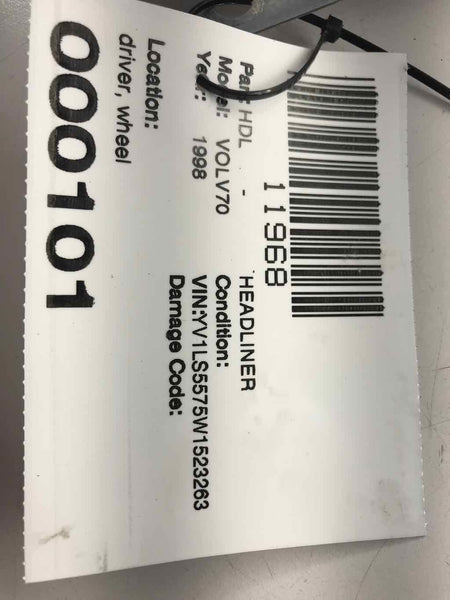 11968
Part: HDL - HEADLINER
Model: VOLV70 Condition:
Year: 1998 VIN:YV1LS5575W1523263
Damage Code:
Location:
driver, wheel
000101